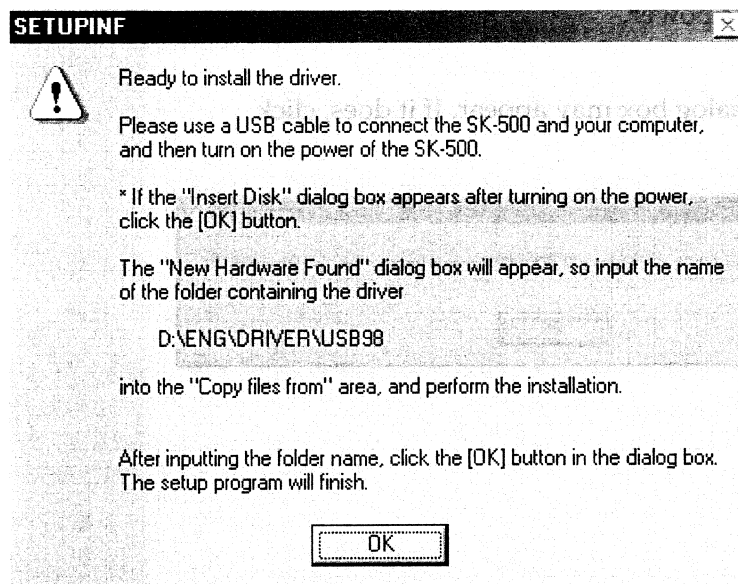 SETUPINF
Ready to install the driver.
Please use a USB cable to connect the SK-500 and your computer,
and then turn on the power of the SK-500.
* If the "Insert Disk" dialog box appears after turning on the power,
click the [OK] button.
The "New Hardware Found" dialog box will appear, so input the name
of the folder containing the driver
D:\ENG\DRIVER\USB98
into the "Copy files from" area, and perform the installation.
After inputting the folder name, click the [OK] button in the dialog box.
The setup program will finish.
OK